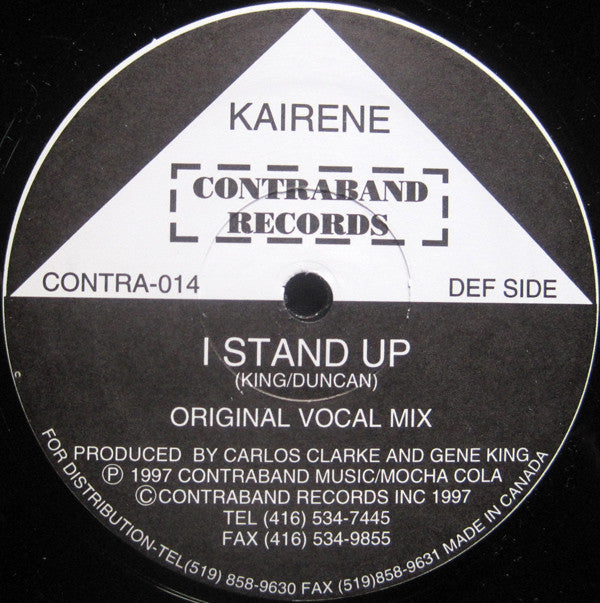 KAIRENE
CONTRABAND
RECORDS
CONTRA-014
DEF SIDE
I STAND UP
(KING/DUNCAN)
ORIGINAL VOCAL MIX
PRODUCED BY CARLOS CLARKE AND GENE KING
Ⓟ 1997 CONTRABAND MUSIC/MOCHA COLA
©CONTRABAND RECORDS INC 1997
TEL (416) 534-7445
FAX (416) 534-9855
FOR DISTRIBUTION-TEL(519) 858-9630 FAX (519)858-9631 MADE IN CANADA
c